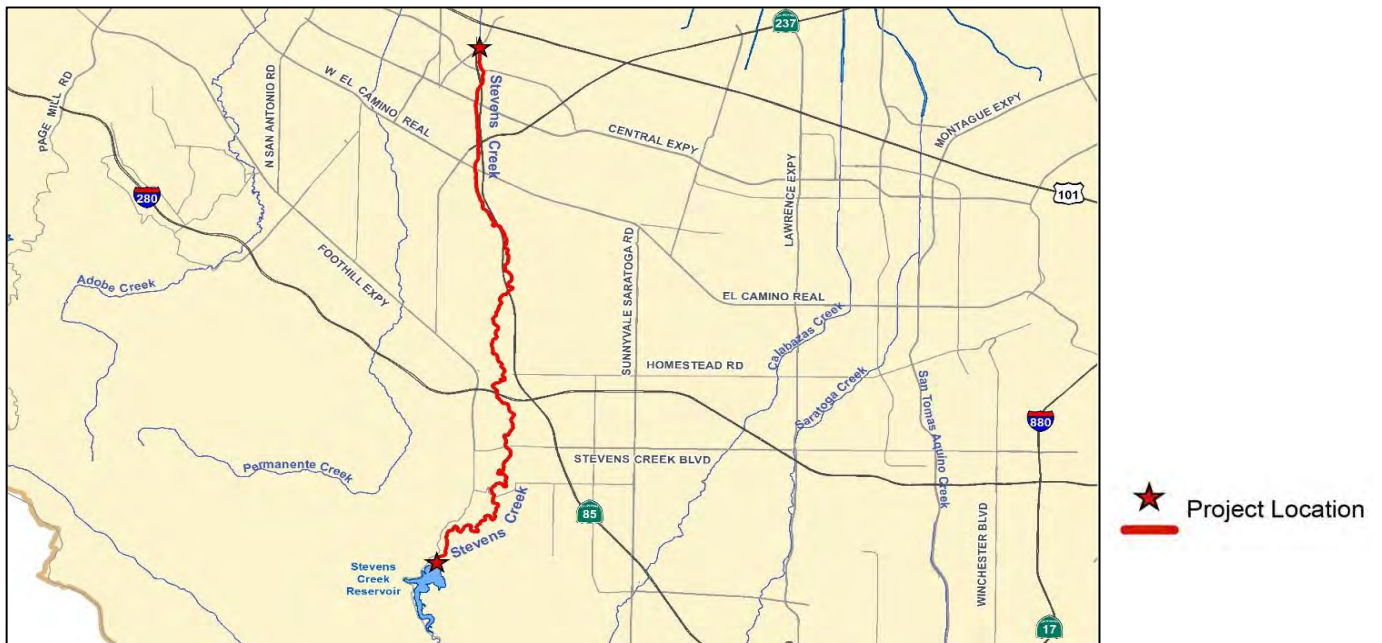 237
PAGE MILL RD
N SAN ANTONIO RD
W EL CAMINO REAL
Stevens Creek
CENTRAL EXPY
MONTAGUE EXPY
LAWRENCE EXPY
280
101
FOOTHILL EXPY
SUNNYVALE SARATOGA RD
Adobe Creek
EL CAMINO REAL
Calabazas Creek
HOMESTEAD RD
Saratoga Creek
San Tomas Aquino Creek
880
STEVENS CREEK BLVD
Permanente Creek
WINCHESTER BLVD
85
Stevens Creek
Stevens
Creek
Reservoir
17
Project Location